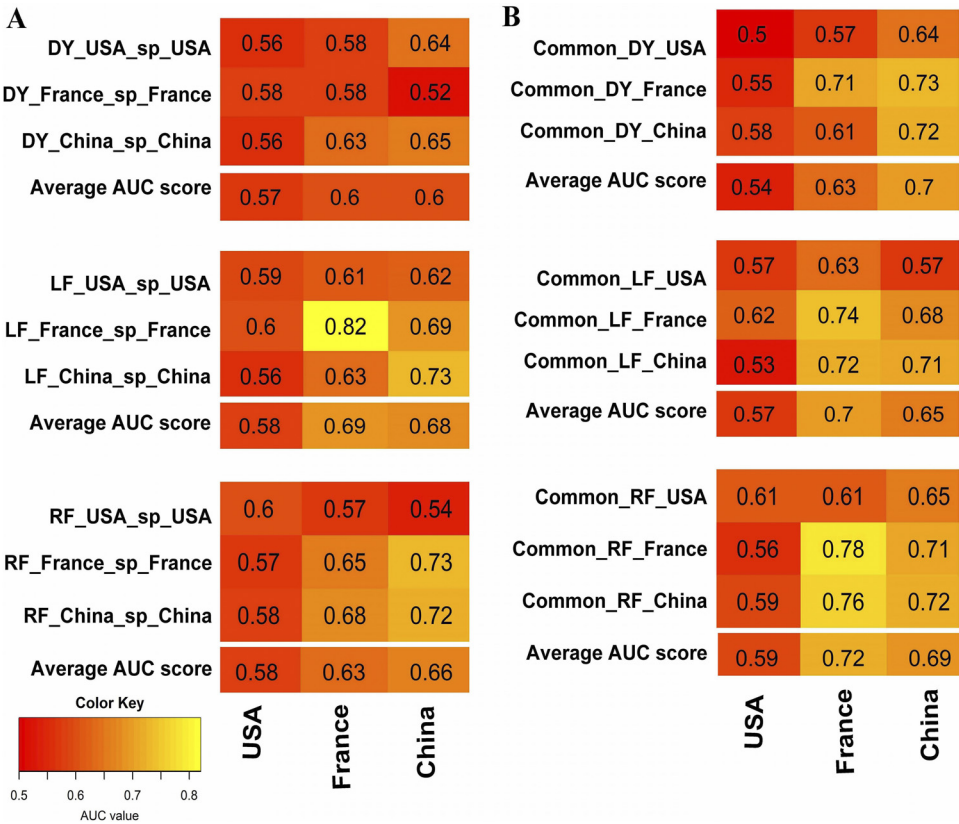 A
DY_USA_sp_USA 0.56 0.58 0.64
DY_France_sp_France 0.58 0.58 0.52
DY_China_sp_China 0.56 0.63 0.65
Average AUC score 0.57 0.6 0.6
LF_USA_sp_USA 0.59 0.61 0.62
LF_France_sp_France 0.6 0.82 0.69
LF_China_sp_China 0.56 0.63 0.73
Average AUC score 0.58 0.69 0.68
RF_USA_sp_USA 0.6 0.57 0.54
RF_France_sp_France 0.57 0.65 0.73
RF_China_sp_China 0.58 0.68 0.72
Average AUC score 0.58 0.63 0.66
USA France China
Color Key
0.5 0.6 0.7 0.8
AUC value
B
Common_DY_USA 0.5 0.57 0.64
Common_DY_France 0.55 0.71 0.73
Common_DY_China 0.58 0.61 0.72
Average AUC score 0.54 0.63 0.7
Common_LF_USA 0.57 0.63 0.57
Common_LF_France 0.62 0.74 0.68
Common_LF_China 0.53 0.72 0.71
Average AUC score 0.57 0.7 0.65
Common_RF_USA 0.61 0.61 0.65
Common_RF_France 0.56 0.78 0.71
Common_RF_China 0.59 0.76 0.72
Average AUC score 0.59 0.72 0.69
USA France China